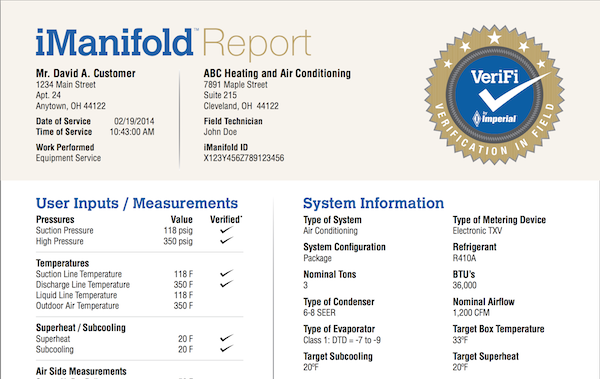 iManifold™ Report
Mr. David A. Customer
1234 Main Street
Apt. 24
Anytown, OH 44122
Date of Service 02/19/2014
Time of Service 10:43:00 AM
Work Performed
Equipment Service
ABC Heating and Air Conditioning
7891 Maple Street
Suite 215
Cleveland, OH 44122
Field Technician
John Doe
iManifold ID
X123Y456Z789123456
VeriFi
by imperial
VERIFICATION IN FIELD
User Inputs / Measurements
Pressures Value Verified*
Suction Pressure 118 psig ✓
High Pressure 350 psig ✓
Temperatures
Suction Line Temperature 118 F ✓
Discharge Line Temperature 350 F ✓
Liquid Line Temperature 118 F
Outdoor Air Temperature 350 F
Superheat / Subcooling
Superheat 20 F ✓
Subcooling 20 F ✓
Air Side Measurements
System Information
Type of System
Air Conditioning
System Configuration
Package
Nominal Tons
3
Type of Condenser
6-8 SEER
Type of Evaporator
Class 1: DTD = -7 to -9
Target Subcooling
20ºF
Type of Metering Device
Electronic TXV
Refrigerant
R410A
BTU's
36,000
Nominal Airflow
1,200 CFM
Target Box Temperature
33ºF
Target Superheat
20ºF